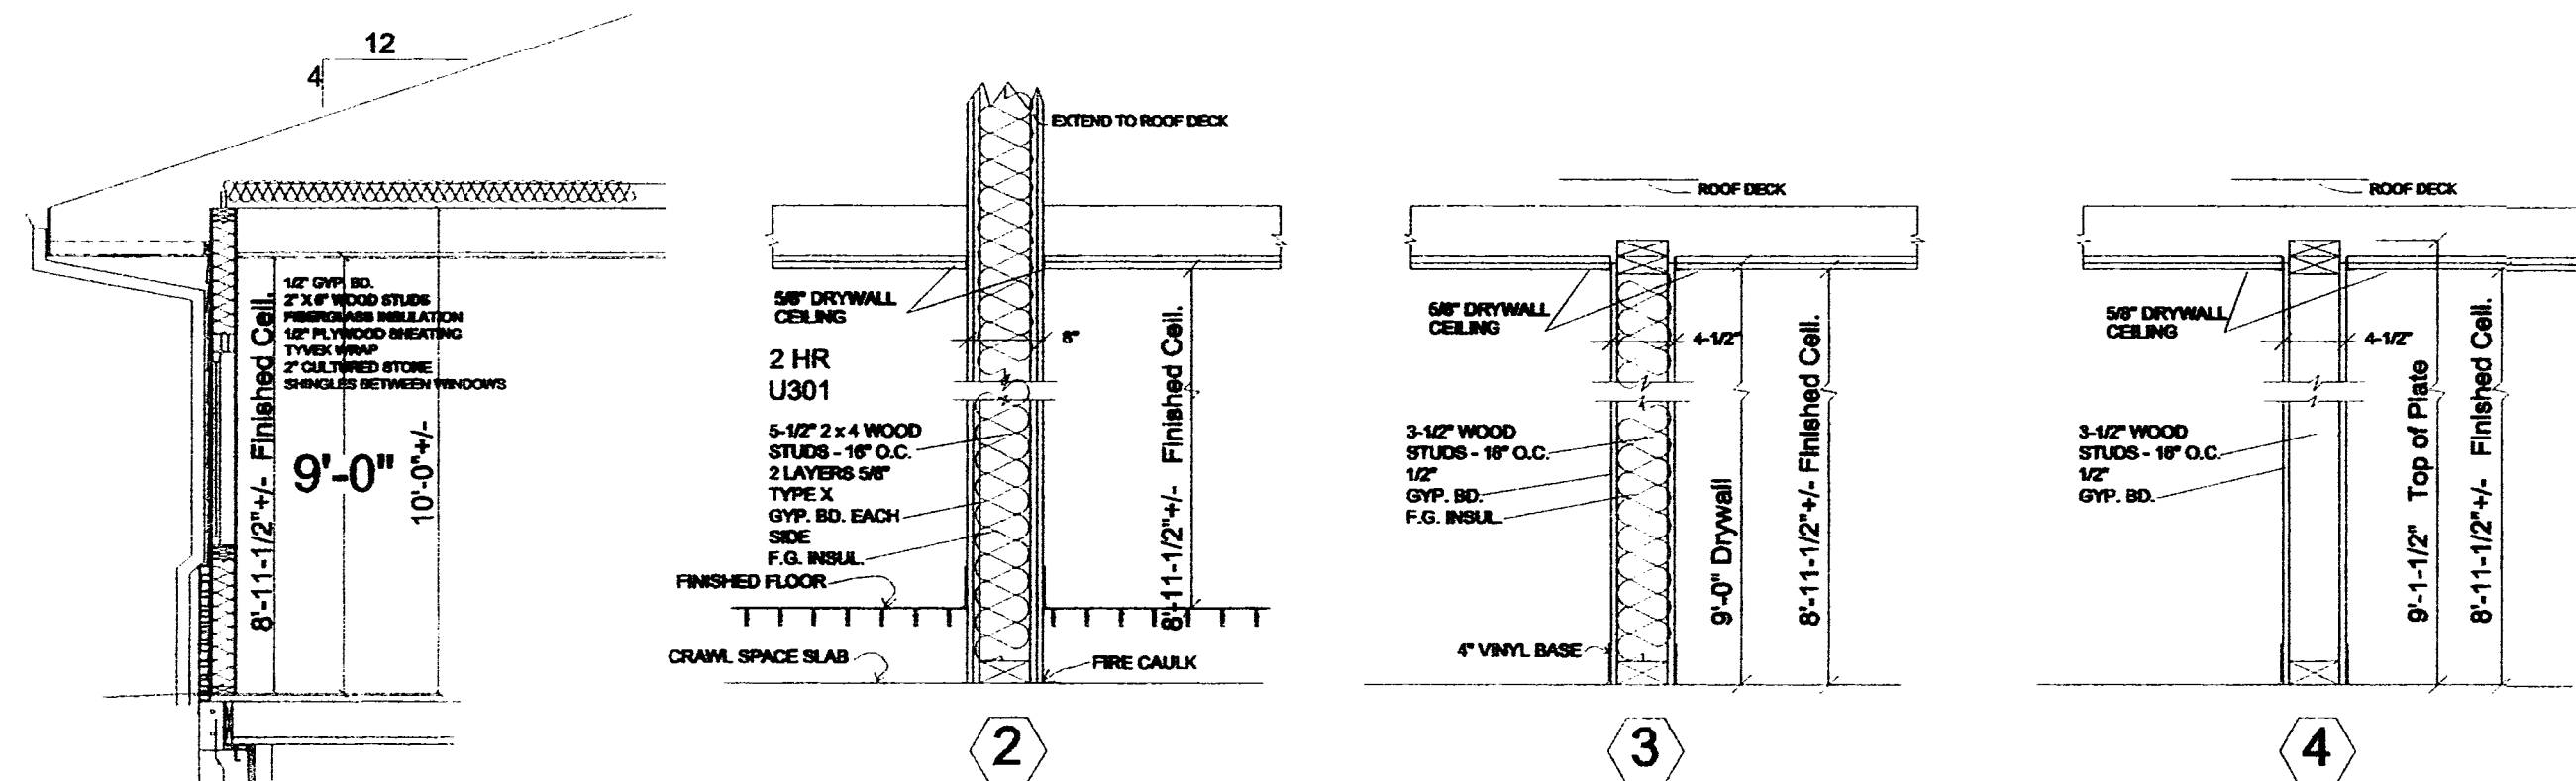 12
4
1/2" GYP. BD.
2" X 6" WOOD STUDS
FIBERGLASS INSULATION
1/2" PLYWOOD SHEATING
TYVEK WRAP
2" CULTURED STONE
SHINGLES BETWEEN WINDOWS
8'-11-1/2"+/- Finished Ceil.
9'-0"
10'-0"+/-
EXTEND TO ROOF DECK
5/8" DRYWALL
CEILING
8"
2 HR
U301
5-1/2" 2 x 4 WOOD
STUDS - 16" O.C.
2 LAYERS 5/8"
TYPE X
GYP. BD. EACH
SIDE
F.G. INSUL.
8'-11-1/2"+/- Finished Ceil.
FINISHED FLOOR
CRAWL SPACE SLAB
FIRE CAULK
2
ROOF DECK
5/8" DRYWALL
CEILING
4-1/2"
3-1/2" WOOD
STUDS - 16" O.C.
1/2"
GYP. BD.
F.G. INSUL.
9'-0" Drywall
8'-11-1/2"+/- Finished Ceil.
4" VINYL BASE
3
ROOF DECK
5/8" DRYWALL
CEILING
4-1/2"
3-1/2" WOOD
STUDS - 16" O.C.
1/2"
GYP. BD.
9'-1-1/2" Top of Plate
8'-11-1/2"+/- Finished Ceil.
4